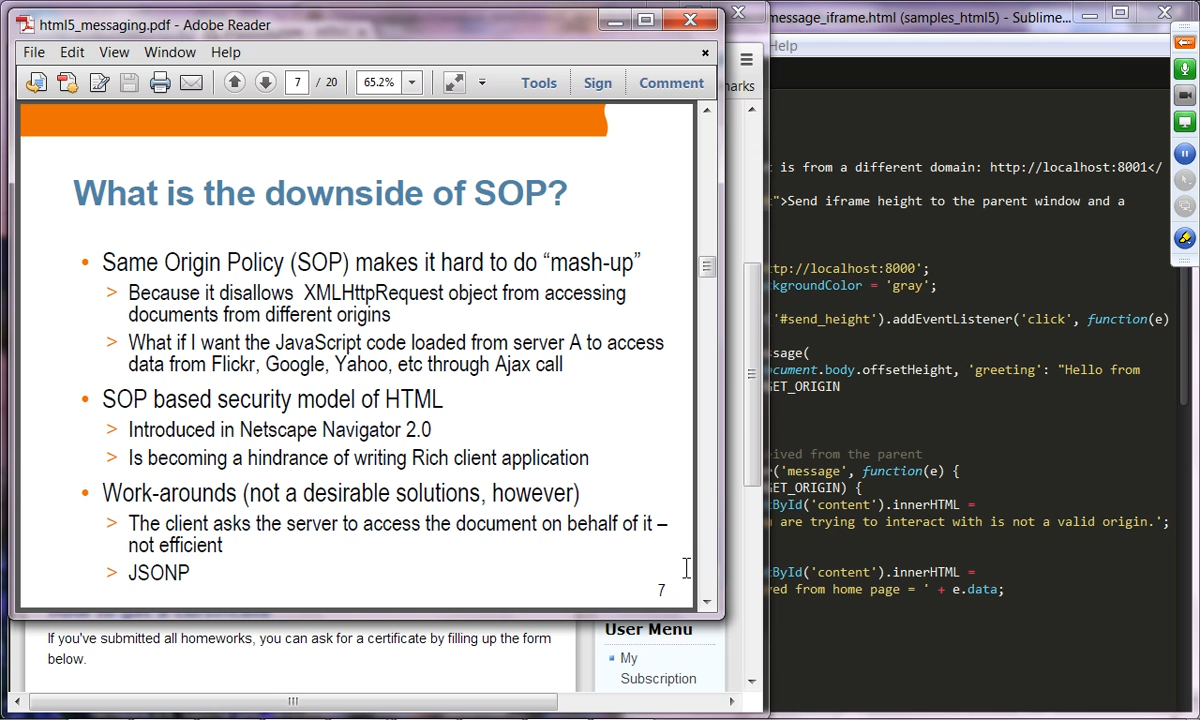 html5_messaging.pdf - Adobe Reader
File Edit View Window Help
7 / 20 65.2% Tools Sign Comment
What is the downside of SOP?
• Same Origin Policy (SOP) makes it hard to do “mash-up”
> Because it disallows XMLHttpRequest object from accessing
documents from different origins
> What if I want the JavaScript code loaded from server A to access
data from Flickr, Google, Yahoo, etc through Ajax call
• SOP based security model of HTML
> Introduced in Netscape Navigator 2.0
> Is becoming a hindrance of writing Rich client application
• Work-arounds (not a desirable solutions, however)
> The client asks the server to access the document on behalf of it –
not efficient
> JSONP
7
If you've submitted all homeworks, you can ask for a certificate by filling up the form
below.
User Menu
My
Subscription
arks
message_iframe.html (samples_html5) - Sublime...
Help
t is from a different domain: http://localhost:8001</
">Send iframe height to the parent window and a
tp://localhost:8000';
kgroundColor = 'gray';
'#send_height').addEventListener('click', function(e)
ssage(
ocument.body.offsetHeight, 'greeting': "Hello from
GET_ORIGIN
ived from the parent
('message', function(e) {
GET_ORIGIN) {
tById('content').innerHTML =
are trying to interact with is not a valid origin.';
tById('content').innerHTML =
ed from home page = ' + e.data;